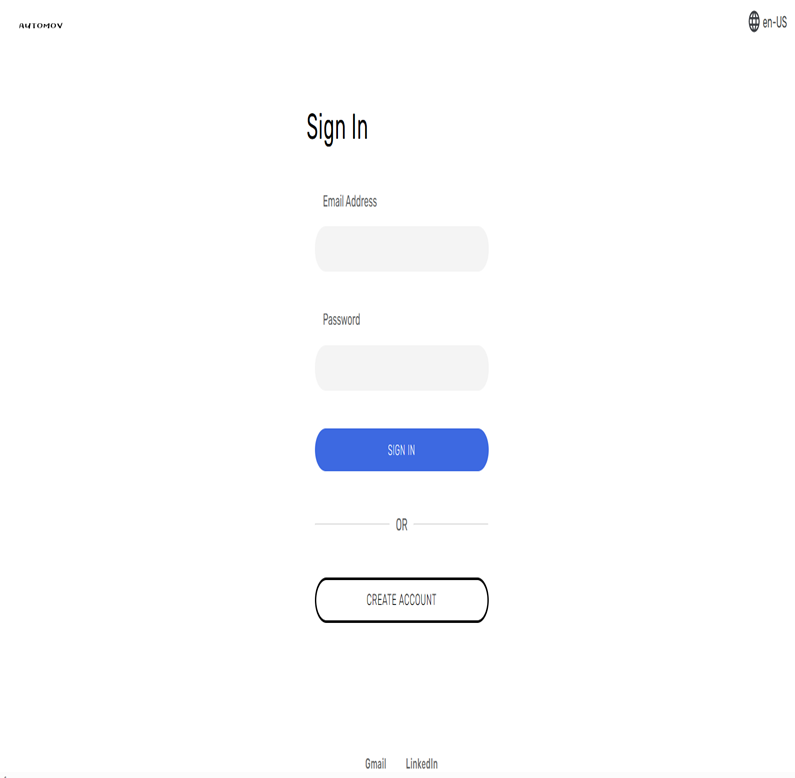 AUTOMOV
en-US
Sign In
Email Address
Password
SIGN IN
OR
CREATE ACCOUNT
Gmail LinkedIn